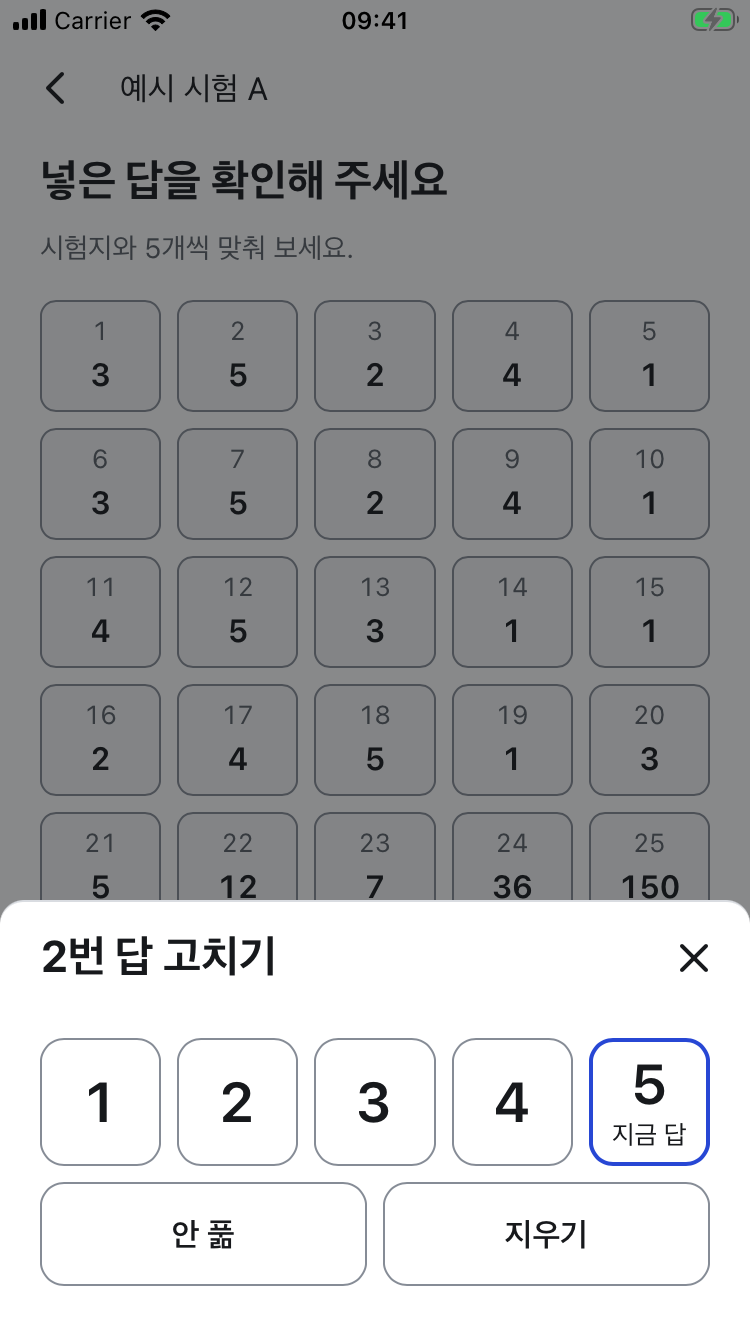 Carrier 09:41
예시 시험 A
넣은 답을 확인해 주세요
시험지와 5개씩 맞춰 보세요.
1 2 3 4 5
3 5 2 4 1
6 7 8 9 10
3 5 2 4 1
11 12 13 14 15
4 5 3 1 1
16 17 18 19 20
2 4 5 1 3
21 22 23 24 25
5 12 7 36 150
2번 답 고치기
1 2 3 4 5
지금 답
안 풂 지우기